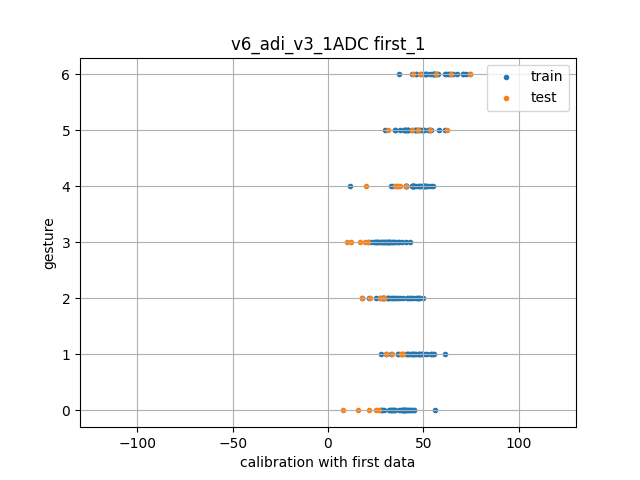 v6_adi_v3_1ADC first_1
train
test
6
5
4
3
2
1
0
gesture
−100
−50
0
50
100
calibration with first data